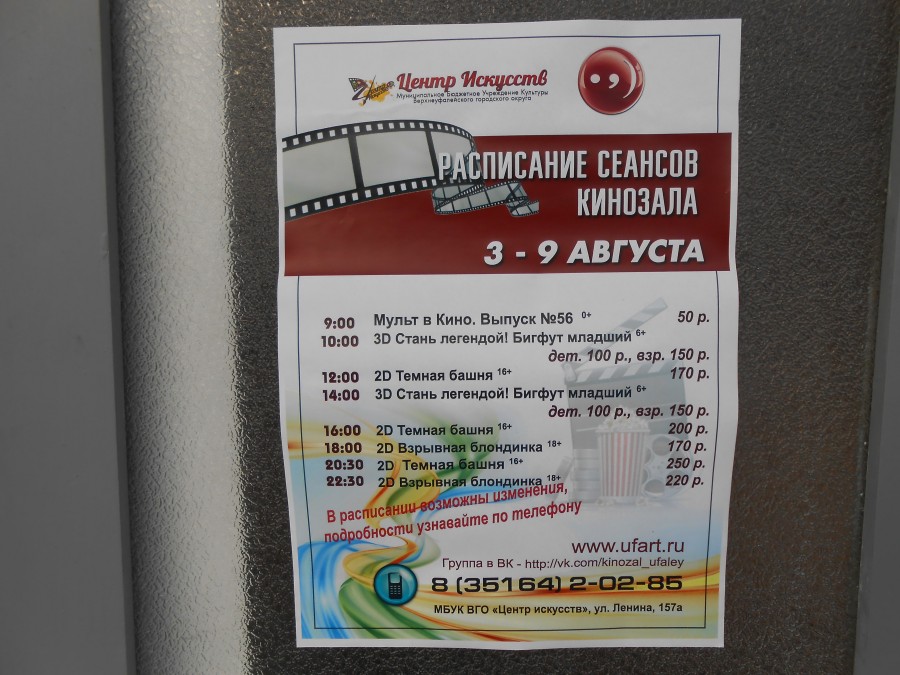 Центр Искусств
Муниципальное Бюджетное Учреждение Культуры
Верхнеуфалейского городского округа
РАСПИСАНИЕ СЕАНСОВ
КИНОЗАЛА
3 - 9 АВГУСТА
9:00 Мульт в Кино. Выпуск №56 0+ 50 р.
10:00 3D Стань легендой! Бигфут младший 6+
дет. 100 р., взр. 150 р.
12:00 2D Темная башня 16+ 170 р.
14:00 3D Стань легендой! Бигфут младший 6+
дет. 100 р., взр. 150 р.
16:00 2D Темная башня 16+ 200 р.
18:00 2D Взрывная блондинка 18+ 170 р.
20:30 2D Темная башня 16+ 250 р.
22:30 2D Взрывная блондинка 18+ 220 р.
В расписании возможны изменения,
подробности узнавайте по телефону
www.ufart.ru
Группа в ВК - http://vk.com/kinozal_ufaley
8 (35164) 2-02-85
МБУК ВГО «Центр искусств», ул. Ленина, 157а